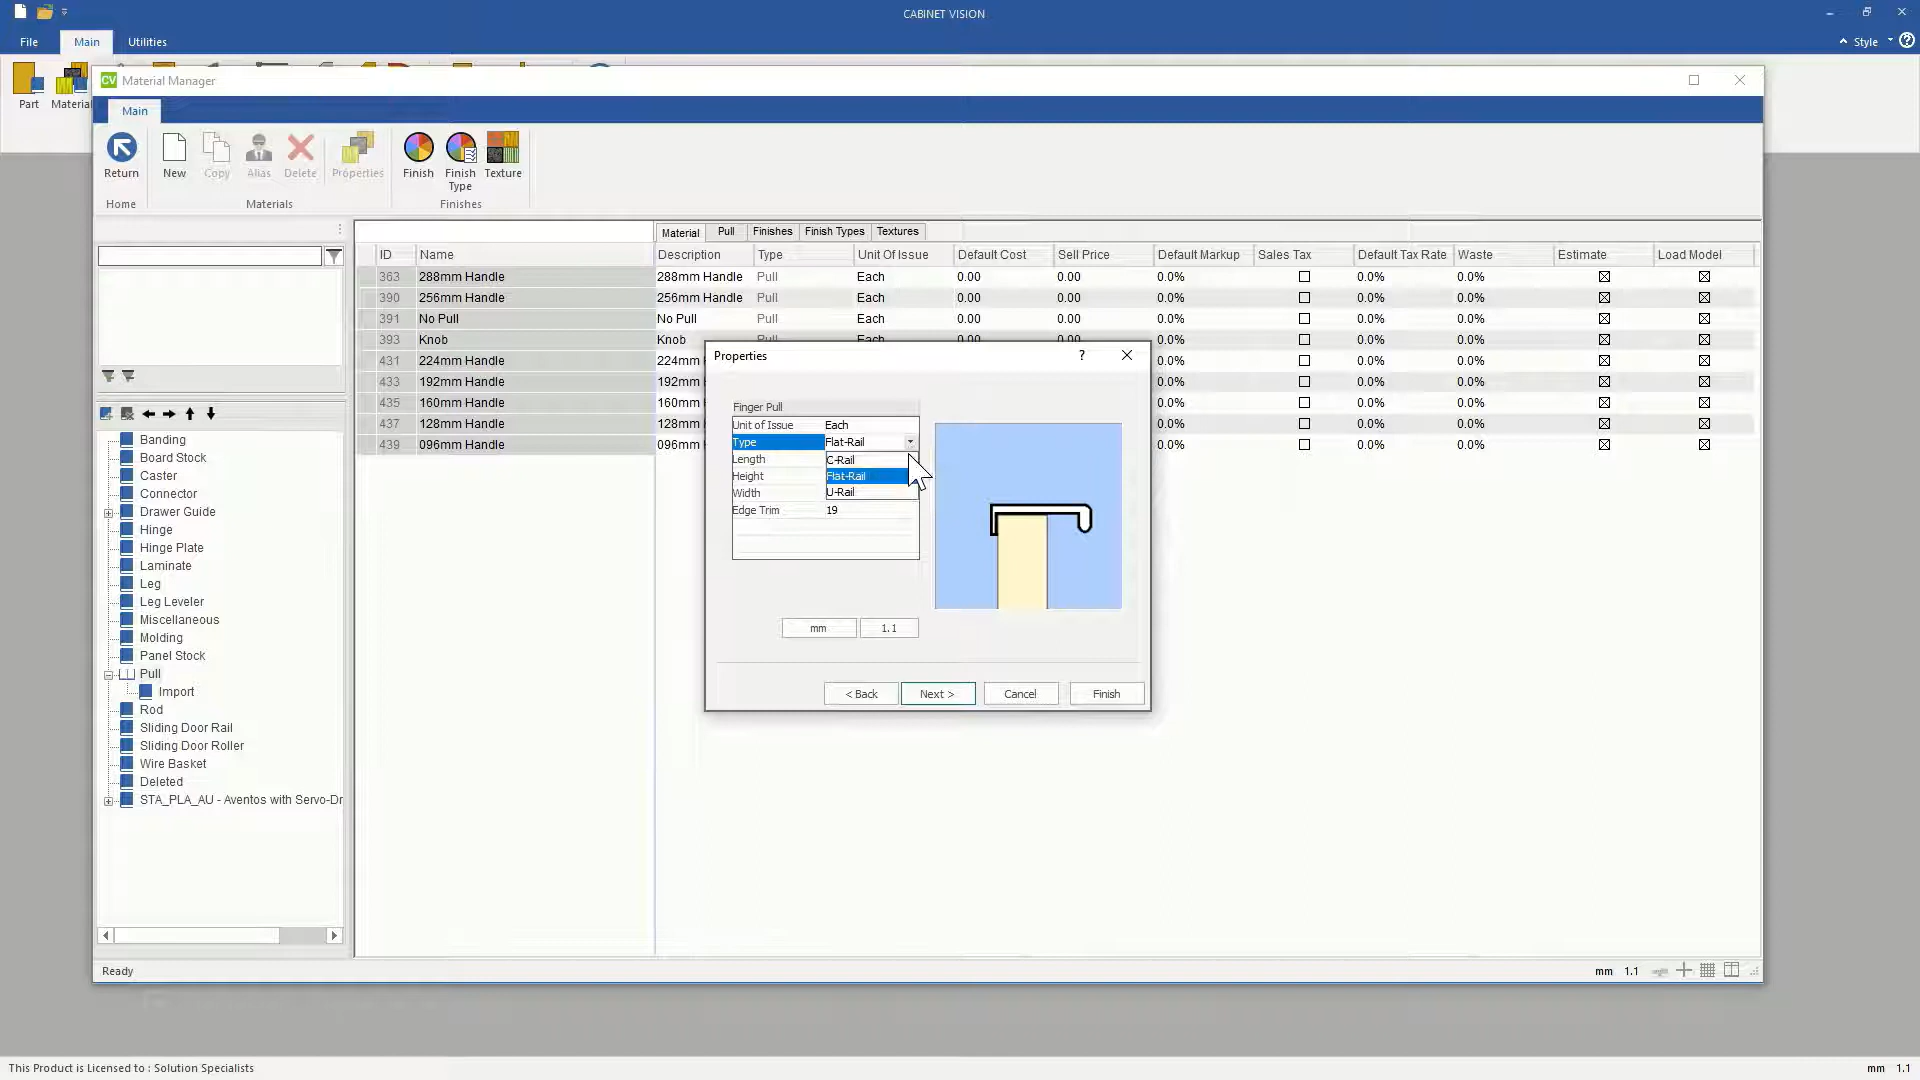 CABINET VISION
File
Main
Utilities
Style
Part
Material
CV Material Manager
Main
Return
New
Copy
Alias
Delete
Properties
Finish
Finish Type
Texture
Home
Materials
Finishes
Material
Pull
Finishes
Finish Types
Textures
ID Name Description Type Unit Of Issue Default Cost Sell Price Default Markup Sales Tax Default Tax Rate Waste Estimate Load Model
363 288mm Handle 288mm Handle Pull Each 0.00 0.00 0.0% 0.0% 0.0%
390 256mm Handle 256mm Handle Pull Each 0.00 0.00 0.0% 0.0% 0.0%
391 No Pull No Pull Pull Each 0.00 0.00 0.0% 0.0% 0.0%
393 Knob Knob Pull Each 0.00 0.00 0.0% 0.0% 0.0%
431 224mm Handle 224mm 0.0% 0.0% 0.0%
433 192mm Handle 192mm 0.0% 0.0% 0.0%
435 160mm Handle 160mm 0.0% 0.0% 0.0%
437 128mm Handle 128mm 0.0% 0.0% 0.0%
439 096mm Handle 096mm 0.0% 0.0% 0.0%
Banding
Board Stock
Caster
Connector
Drawer Guide
Hinge
Hinge Plate
Laminate
Leg
Leg Leveler
Miscellaneous
Molding
Panel Stock
Pull
Import
Rod
Sliding Door Rail
Sliding Door Roller
Wire Basket
Deleted
STA_PLA_AU - Aventos with Servo-Dr
Properties
?
Finger Pull
Unit of Issue Each
Type Flat-Rail
Length
Height
Width
Edge Trim 19
C-Rail
Flat-Rail
U-Rail
mm
1.1
< Back
Next >
Cancel
Finish
Ready
mm 1.1
This Product is Licensed to : Solution Specialists
mm 1.1